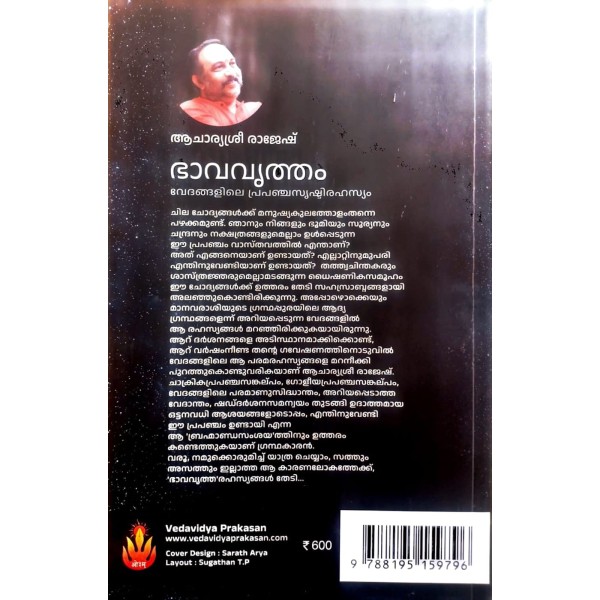 ആചാര്യശ്രീ രാജേഷ്
ഭാവവൃത്തം
വേദങ്ങളിലെ പ്രപഞ്ചസൃഷ്ടിരഹസ്യം
ചില ചോദ്യങ്ങൾക്ക് മനുഷ്യകുലത്തോളംതന്നെ
പഴക്കമുണ്ട്. ഞാനും നിങ്ങളും ഭൂമിയും സൂര്യനും
ചന്ദ്രനും നക്ഷത്രങ്ങളുമെല്ലാം ഉൾപ്പെടുന്ന
ഈ പ്രപഞ്ചം വാസ്തവത്തിൽ എന്താണ്?
അത് എങ്ങനെയാണ് ഉണ്ടായത്? എല്ലാറ്റിനുമുപരി
എന്തിനുവേണ്ടിയാണ് ഉണ്ടായത്? തത്ത്വചിന്തകരും
ശാസ്ത്രജ്ഞരുമെല്ലാമടങ്ങുന്ന ധൈഷണികസമൂഹം
ഈ ചോദ്യങ്ങൾക്ക് ഉത്തരം തേടി സഹസ്രാബ്ദങ്ങളായി
അലഞ്ഞുകൊണ്ടിരിക്കുന്നു. അപ്പോഴൊക്കെയും
മാനവരാശിയുടെ ഗ്രന്ഥപ്പുരയിലെ ആദ്യ
ഗ്രന്ഥങ്ങളെന്ന് അറിയപ്പെടുന്ന വേദങ്ങളിൽ
ആ രഹസ്യങ്ങൾ മറഞ്ഞിരിക്കുകയായിരുന്നു.
ആറ് ദർശനങ്ങളെ അടിസ്ഥാനമാക്കിക്കൊണ്ട്,
ആറ് വർഷംനീണ്ട തന്റെ ഗവേഷണത്തിനൊടുവിൽ
വേദങ്ങളിലെ ആ പരമരഹസ്യങ്ങളെ മറനീക്കി
പുറത്തുകൊണ്ടുവരികയാണ് ആചാര്യശ്രീ രാജേഷ്.
ചാക്രികപ്രപഞ്ചസങ്കല്പം, ഗോളീയപ്രപഞ്ചസങ്കല്പം,
വേദങ്ങളിലെ പരമാണുസിദ്ധാന്തം, അറിയപ്പെടാത്ത
വേദാന്തം, ഷഡ്ദർശനസമന്വയം തുടങ്ങി ഉദാത്തമായ
ഒട്ടനവധി ആശയങ്ങളോടൊപ്പം, എന്തിനുവേണ്ടി
ഈ പ്രപഞ്ചം ഉണ്ടായി എന്ന
ആ 'ബ്രഹ്മാണ്ഡസംശയ'ത്തിനും ഉത്തരം
കണ്ടെത്തുകയാണ് ഗ്രന്ഥകാരൻ.
വരൂ, നമുക്കൊരുമിച്ച് യാത്ര ചെയ്യാം, സത്തും
അസത്തും ഇല്ലാത്ത ആ കാരണലോകത്തേക്ക്,
'ഭാവവൃത്ത'രഹസ്യങ്ങൾ തേടി...
ओ३म्
Vedavidya Prakasan
www.vedavidyaprakasan.com
Cover Design : Sarath Arya
Layout : Sugathan T.P
₹ 600
9 788195 159796